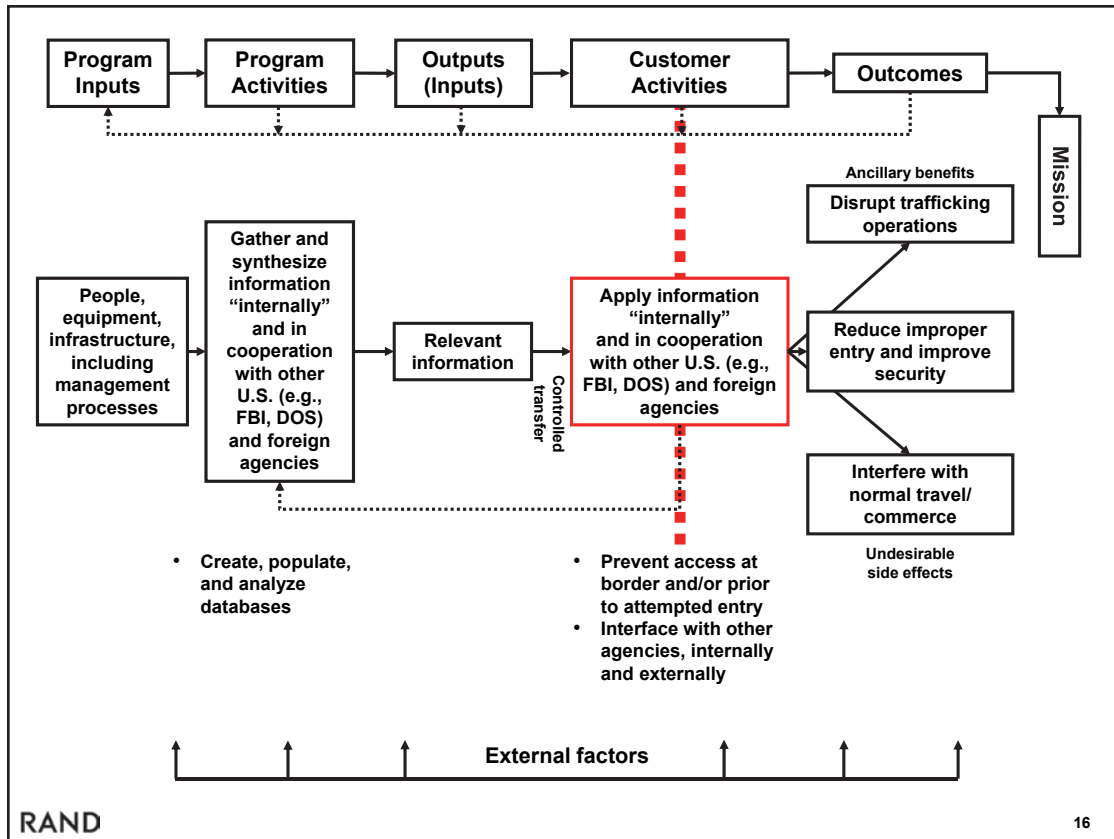 Program
Inputs
Program
Activities
Outputs
(Inputs)
Customer
Activities
Outcomes
Mission
People,
equipment,
infrastructure,
including
management
processes
Gather and
synthesize
information
“internally”
and in
cooperation
with other
U.S. (e.g.,
FBI, DOS)
and foreign
agencies
Relevant
information
Controlled
transfer
Apply information
“internally”
and in cooperation
with other U.S. (e.g.,
FBI, DOS) and foreign
agencies
Ancillary benefits
Disrupt trafficking
operations
Reduce improper
entry and improve
security
Interfere with
normal travel/
commerce
Undesirable
side effects
• Create, populate,
and analyze
databases
• Prevent access at
border and/or prior
to attempted entry
• Interface with other
agencies, internally
and externally
External factors
RAND
16